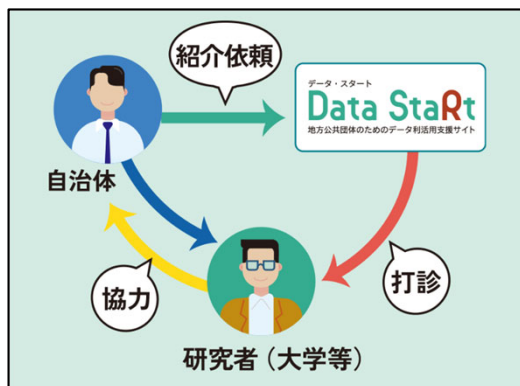 紹介依頼
データ・スタート
Data StaRt
地方公共団体のためのデータ利活用支援サイト
自治体
協力
打診
研究者（大学等）